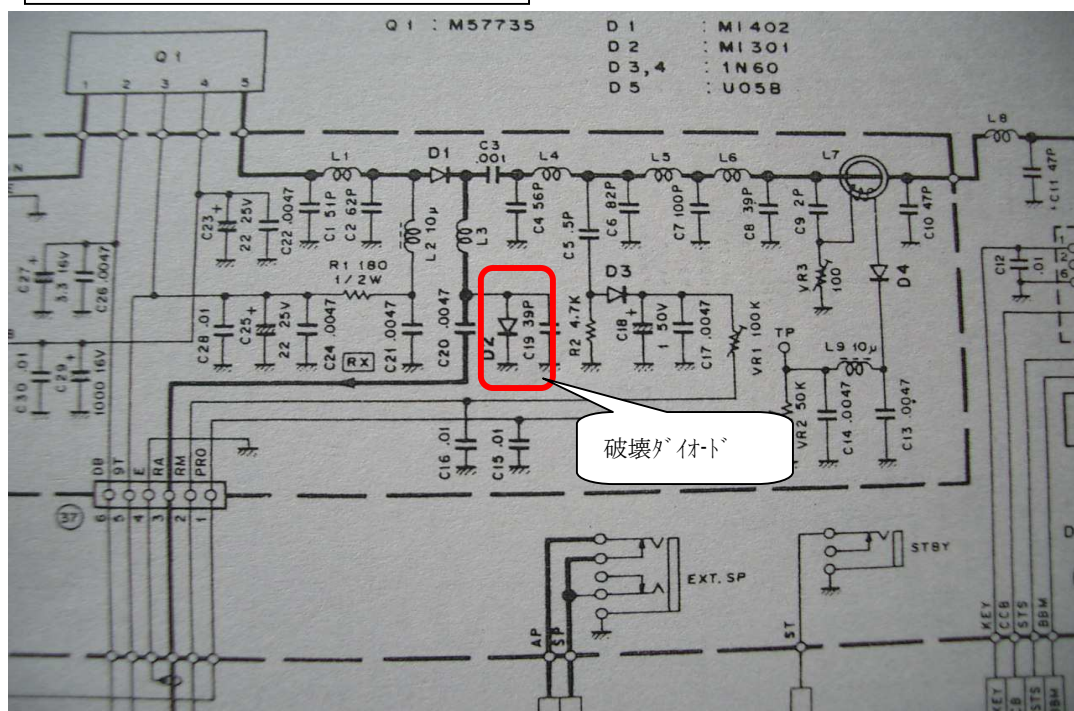 Q1 : M57735
D1 : MI402
D2 : MI301
D3,4 : 1N60
D5 : U05B
Q1
1 2 3 4 5
L8
C11 47P
L1
D1
C3
.001
L4
L5
L6
L7
C23 +
22 25V
C22 .0047
C1 51P
C2 62P
L2 10μ
L3
C4 56P
C5 .5P
C6 82P
C7 100P
C8 39P
C9 2P
C10 47P
C27 +
3.3 16V
C26 .0047
R1 180
1/2W
VR3
100
D4
C12
.01
1
2
6
C28 .01
C25 +
22 25V
C24 .0047
C21 .0047
C20 .0047
D2
C19 39P
R2 4.7K
D3
C18 +
1 50V
C17 .0047
VR1 100K
TP
L9 10μ
RX
C30 .01
C29 +
1000 16V
VR2 50K
C14 .0047
C13 .0047
破壊ダイオード
C16 .01
C15 .01
DB
9T
E
RA
RM
PRO
37
6 5 4 3 2 1
EXT. SP
STBY
AP
SP
ST
KEY
CCB
STS
BBM
KEY
CB
STS
BBM